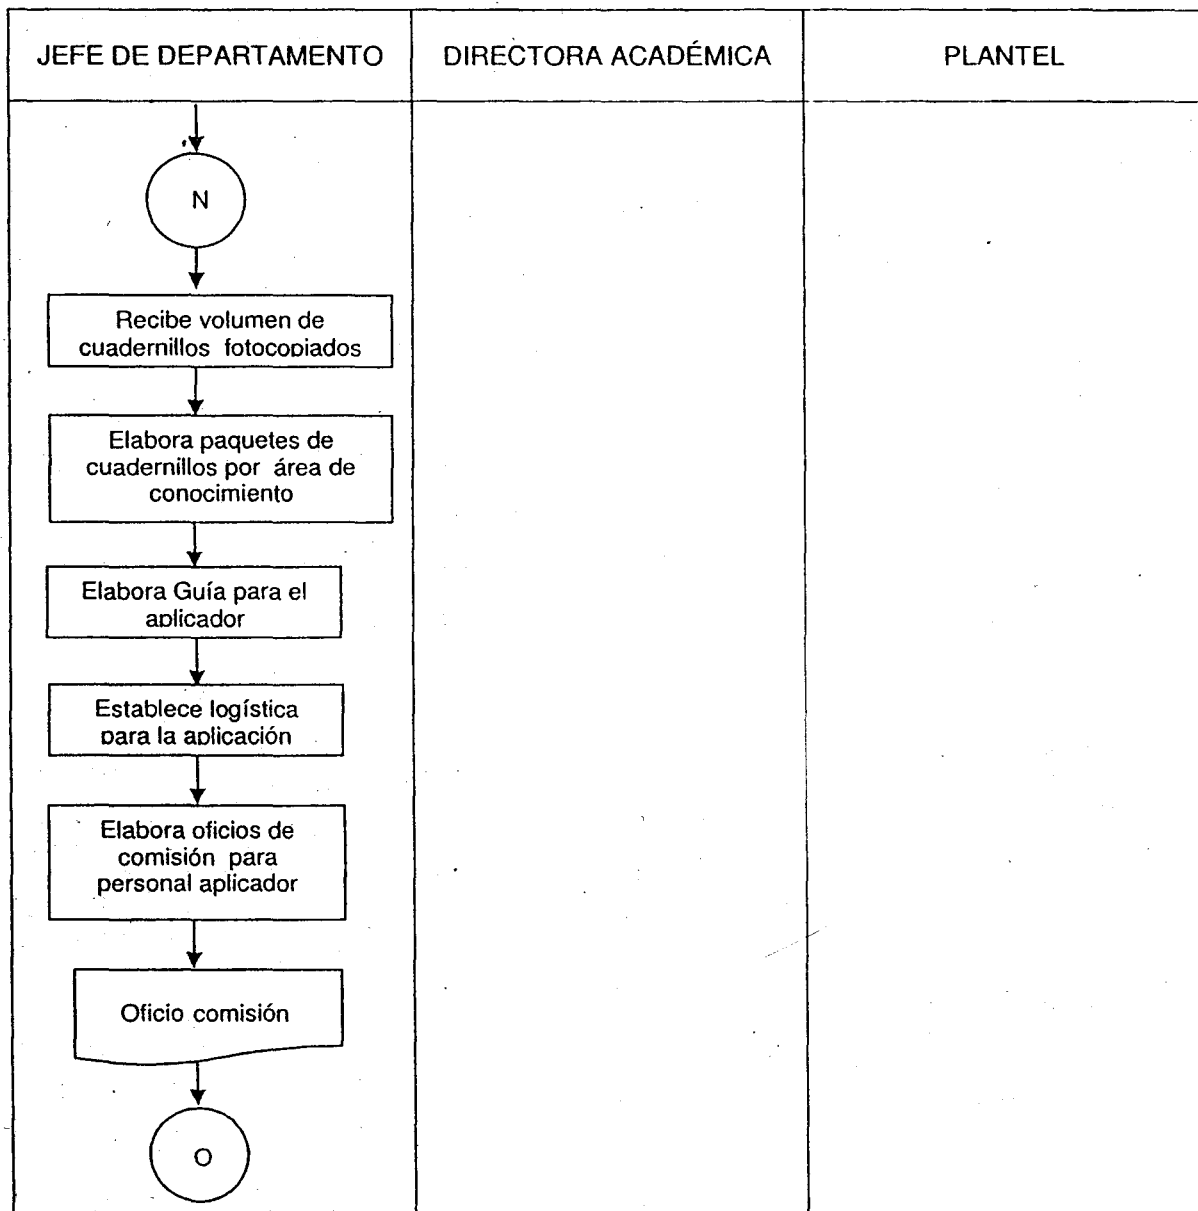 JEFE DE DEPARTAMENTO
DIRECTORA ACADÉMICA
PLANTEL
N
Recibe volumen de
cuadernillos fotocopiados
Elabora paquetes de
cuadernillos por área de
conocimiento
Elabora Guía para el
aplicador
Establece logística
para la aplicación
Elabora oficios de
comisión para
personal aplicador
Oficio comisión
O